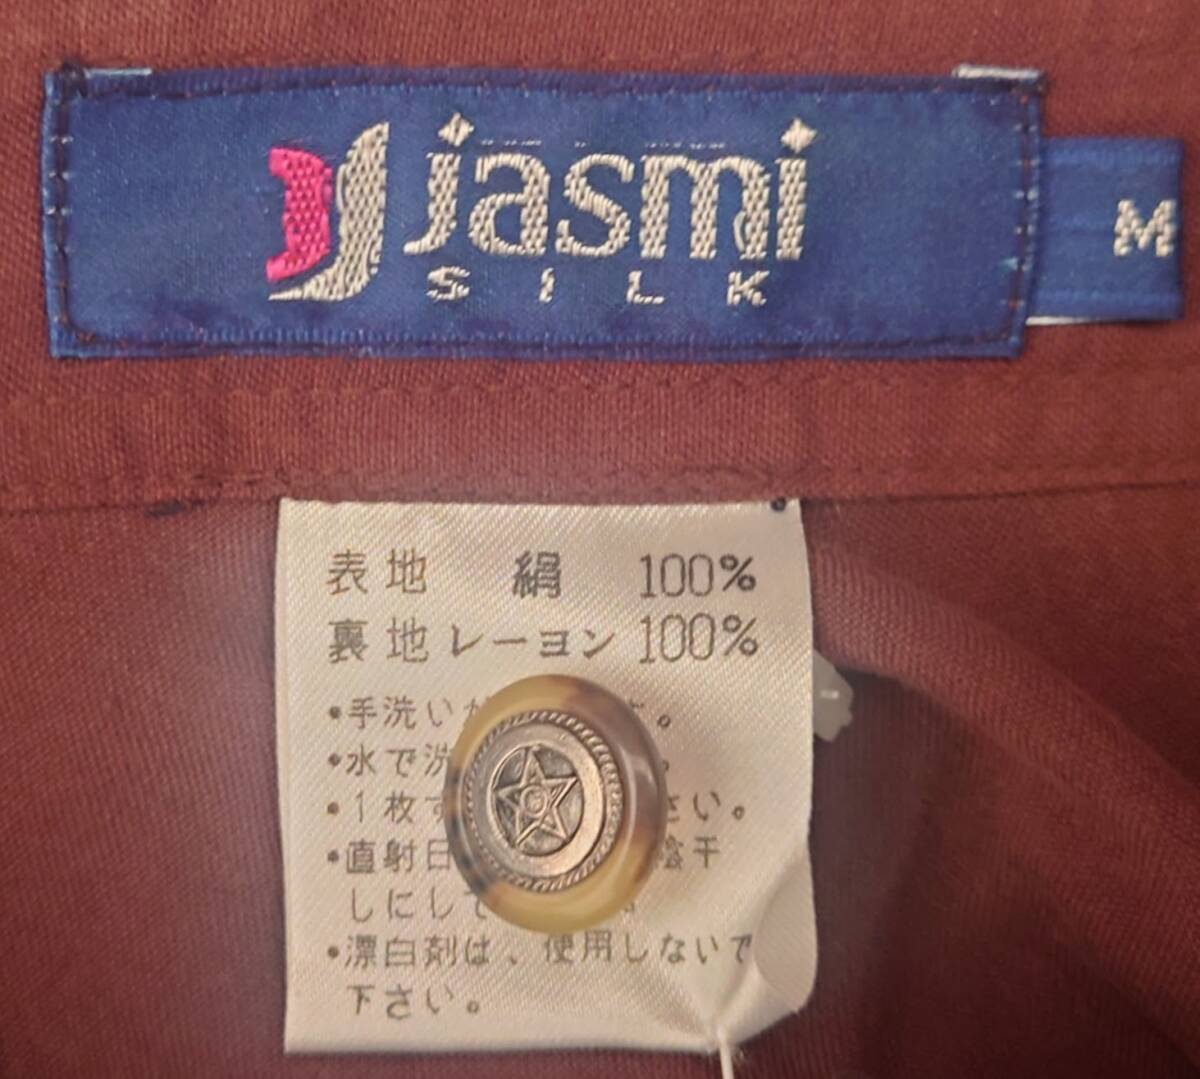 jasmi
SILK
M
表地 絹 100%
裏地 レーヨン 100%
・手洗いが す。
・水で洗 。
・1枚ず さい。
・直射日 陰干
しにして 。
・漂白剤は、使用しないで
下さい。